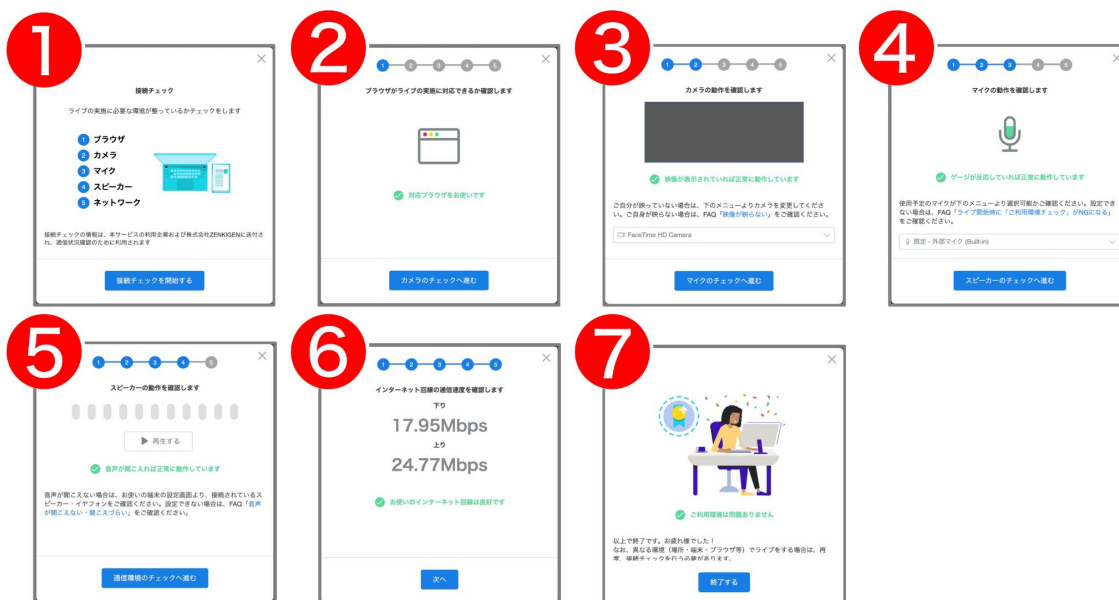 1
接続チェック
ライブの実施に必要な環境が整っているかチェックをします
1 ブラウザ
2 カメラ
3 マイク
4 スピーカー
5 ネットワーク
接続チェックの情報は、本サービスの利用企業および株式会社ZENKIGENに送付さ
れ、通信状況確認のために利用されます
接続チェックを開始する
2
1 2 3 4 5
ブラウザがライブの実施に対応できるか確認します
対応ブラウザをお使いです
カメラのチェックへ進む
3
1 2 3 4 5
カメラの動作を確認します
映像が表示されていれば正常に動作しています
ご自分が映っていない場合は、下のメニューよりカメラを変更してくださ
い。ご自身が映らない場合は、FAQ「映像が映らない」をご確認ください。
FaceTime HD Camera
マイクのチェックへ進む
4
1 2 3 4 5
マイクの動作を確認します
ゲージが反応していれば正常に動作しています
使用予定のマイクが下のメニューより選択可能かご確認ください。設定でき
ない場合は、FAQ「ライブ開始時に「ご利用環境チェック」がNGになる」
をご確認ください。
既定 - 外部マイク (Built-in)
スピーカーのチェックへ進む
5
1 2 3 4 5
スピーカーの動作を確認します
再生する
音声が聞こえれば正常に動作しています
音声が聞こえない場合は、お使いの端末の設定画面より、接続されているス
ピーカー・イヤフォンをご確認ください。設定できない場合は、FAQ「音声
が聞こえない・聞こえづらい」をご確認ください。
通信環境のチェックへ進む
6
1 2 3 4 5
インターネット回線の通信速度を確認します
下り
17.95Mbps
上り
24.77Mbps
お使いのインターネット回線は良好です
次へ
7
ご利用環境は問題ありません
以上で終了です。お疲れ様でした！
なお、異なる環境（場所・端末・ブラウザ等）でライブをする場合は、再
度、接続チェックを行う必要があります。
終了する